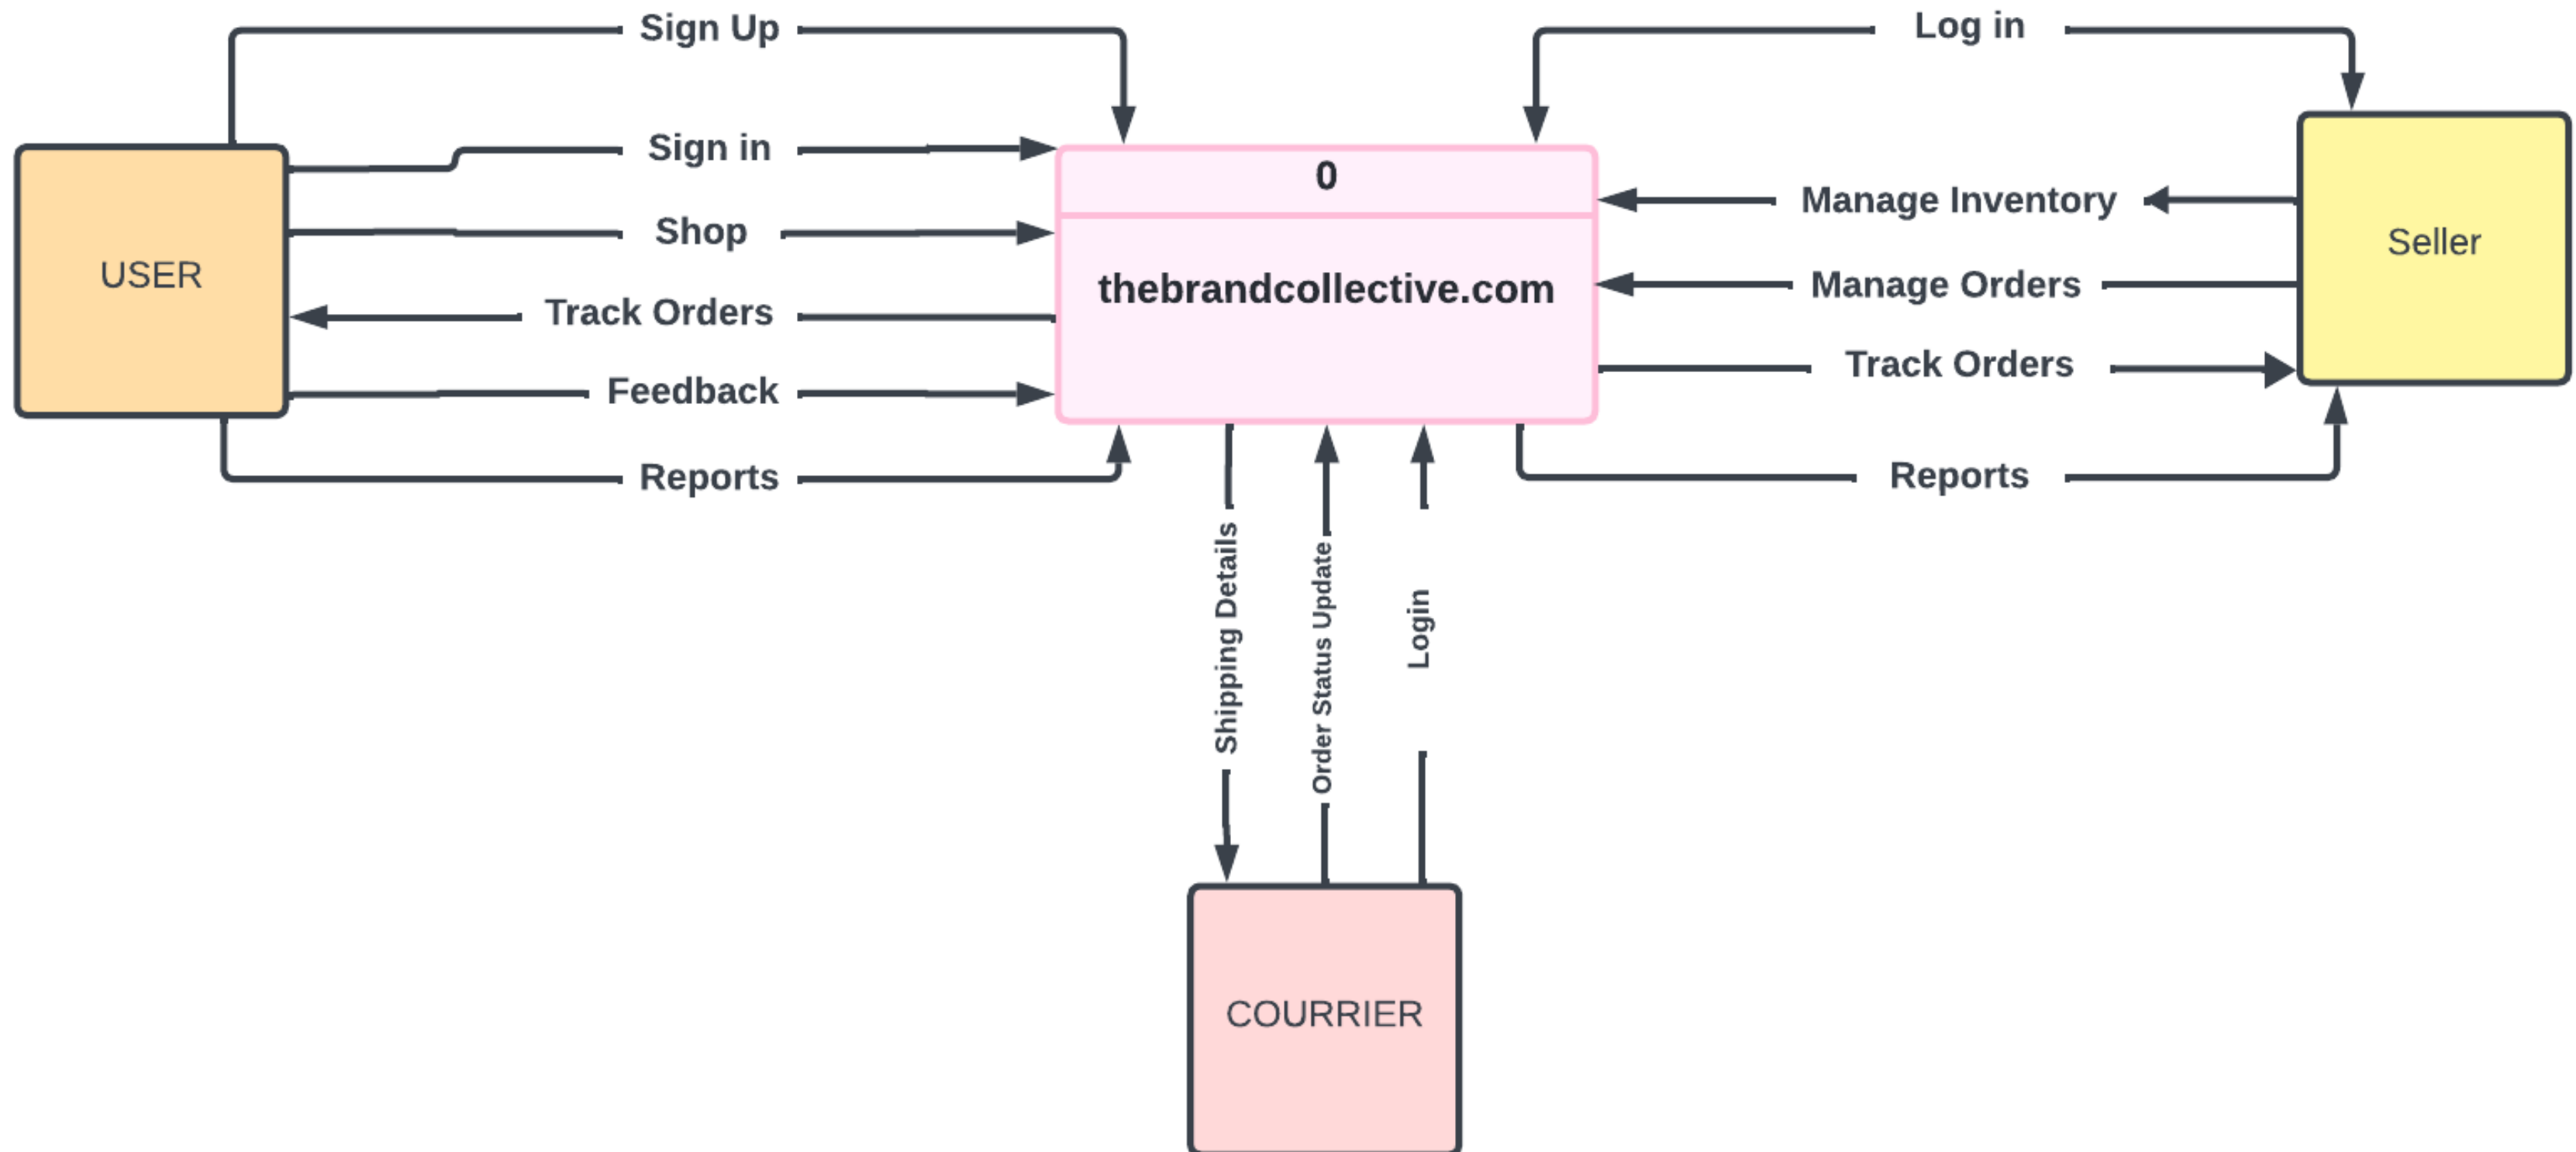 Sign Up
Log in
Sign in
0
Manage Inventory
Shop
Seller
USER
thebrandcollective.com
Manage Orders
Track Orders
Track Orders
Feedback
Reports
Reports
Shipping Details
Order Status Update
Login
COURRIER